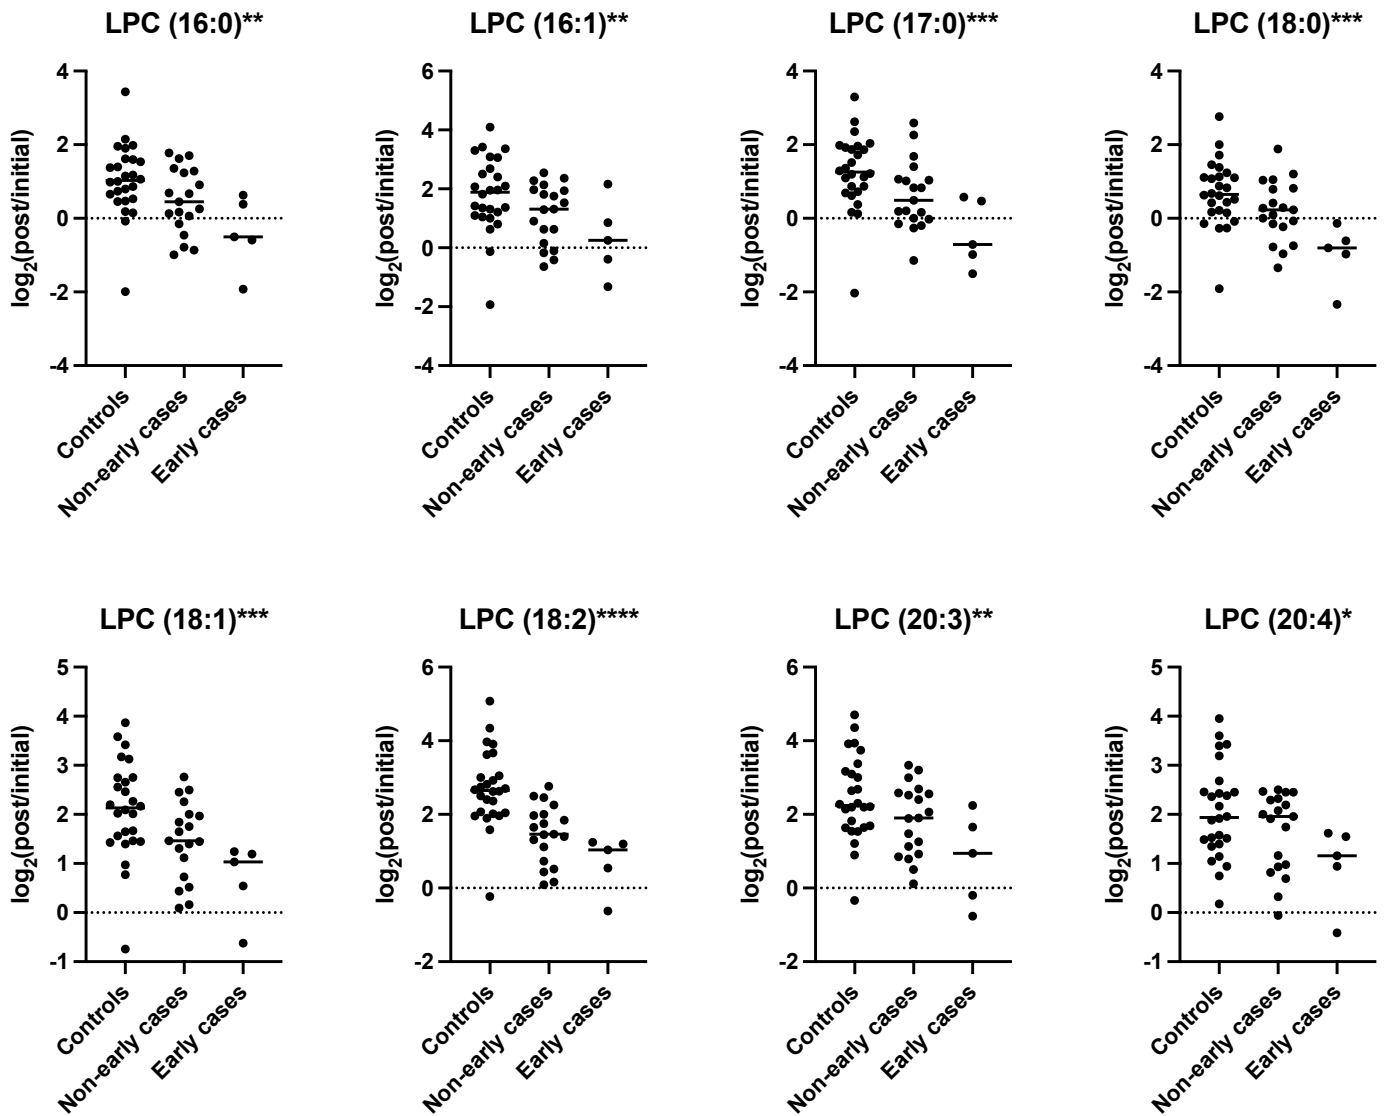 LPC (16:0)**
log2(post/initial)
4
2
0
-2
-4
Controls
Non-early cases
Early cases
LPC (16:1)**
log2(post/initial)
6
4
2
0
-2
-4
Controls
Non-early cases
Early cases
LPC (17:0)***
log2(post/initial)
4
2
0
-2
-4
Controls
Non-early cases
Early cases
LPC (18:0)***
log2(post/initial)
4
2
0
-2
-4
Controls
Non-early cases
Early cases
LPC (18:1)***
log2(post/initial)
5
4
3
2
1
0
-1
Controls
Non-early cases
Early cases
LPC (18:2)****
log2(post/initial)
6
4
2
0
-2
Controls
Non-early cases
Early cases
LPC (20:3)**
log2(post/initial)
6
4
2
0
-2
Controls
Non-early cases
Early cases
LPC (20:4)*
log2(post/initial)
5
4
3
2
1
0
-1
Controls
Non-early cases
Early cases